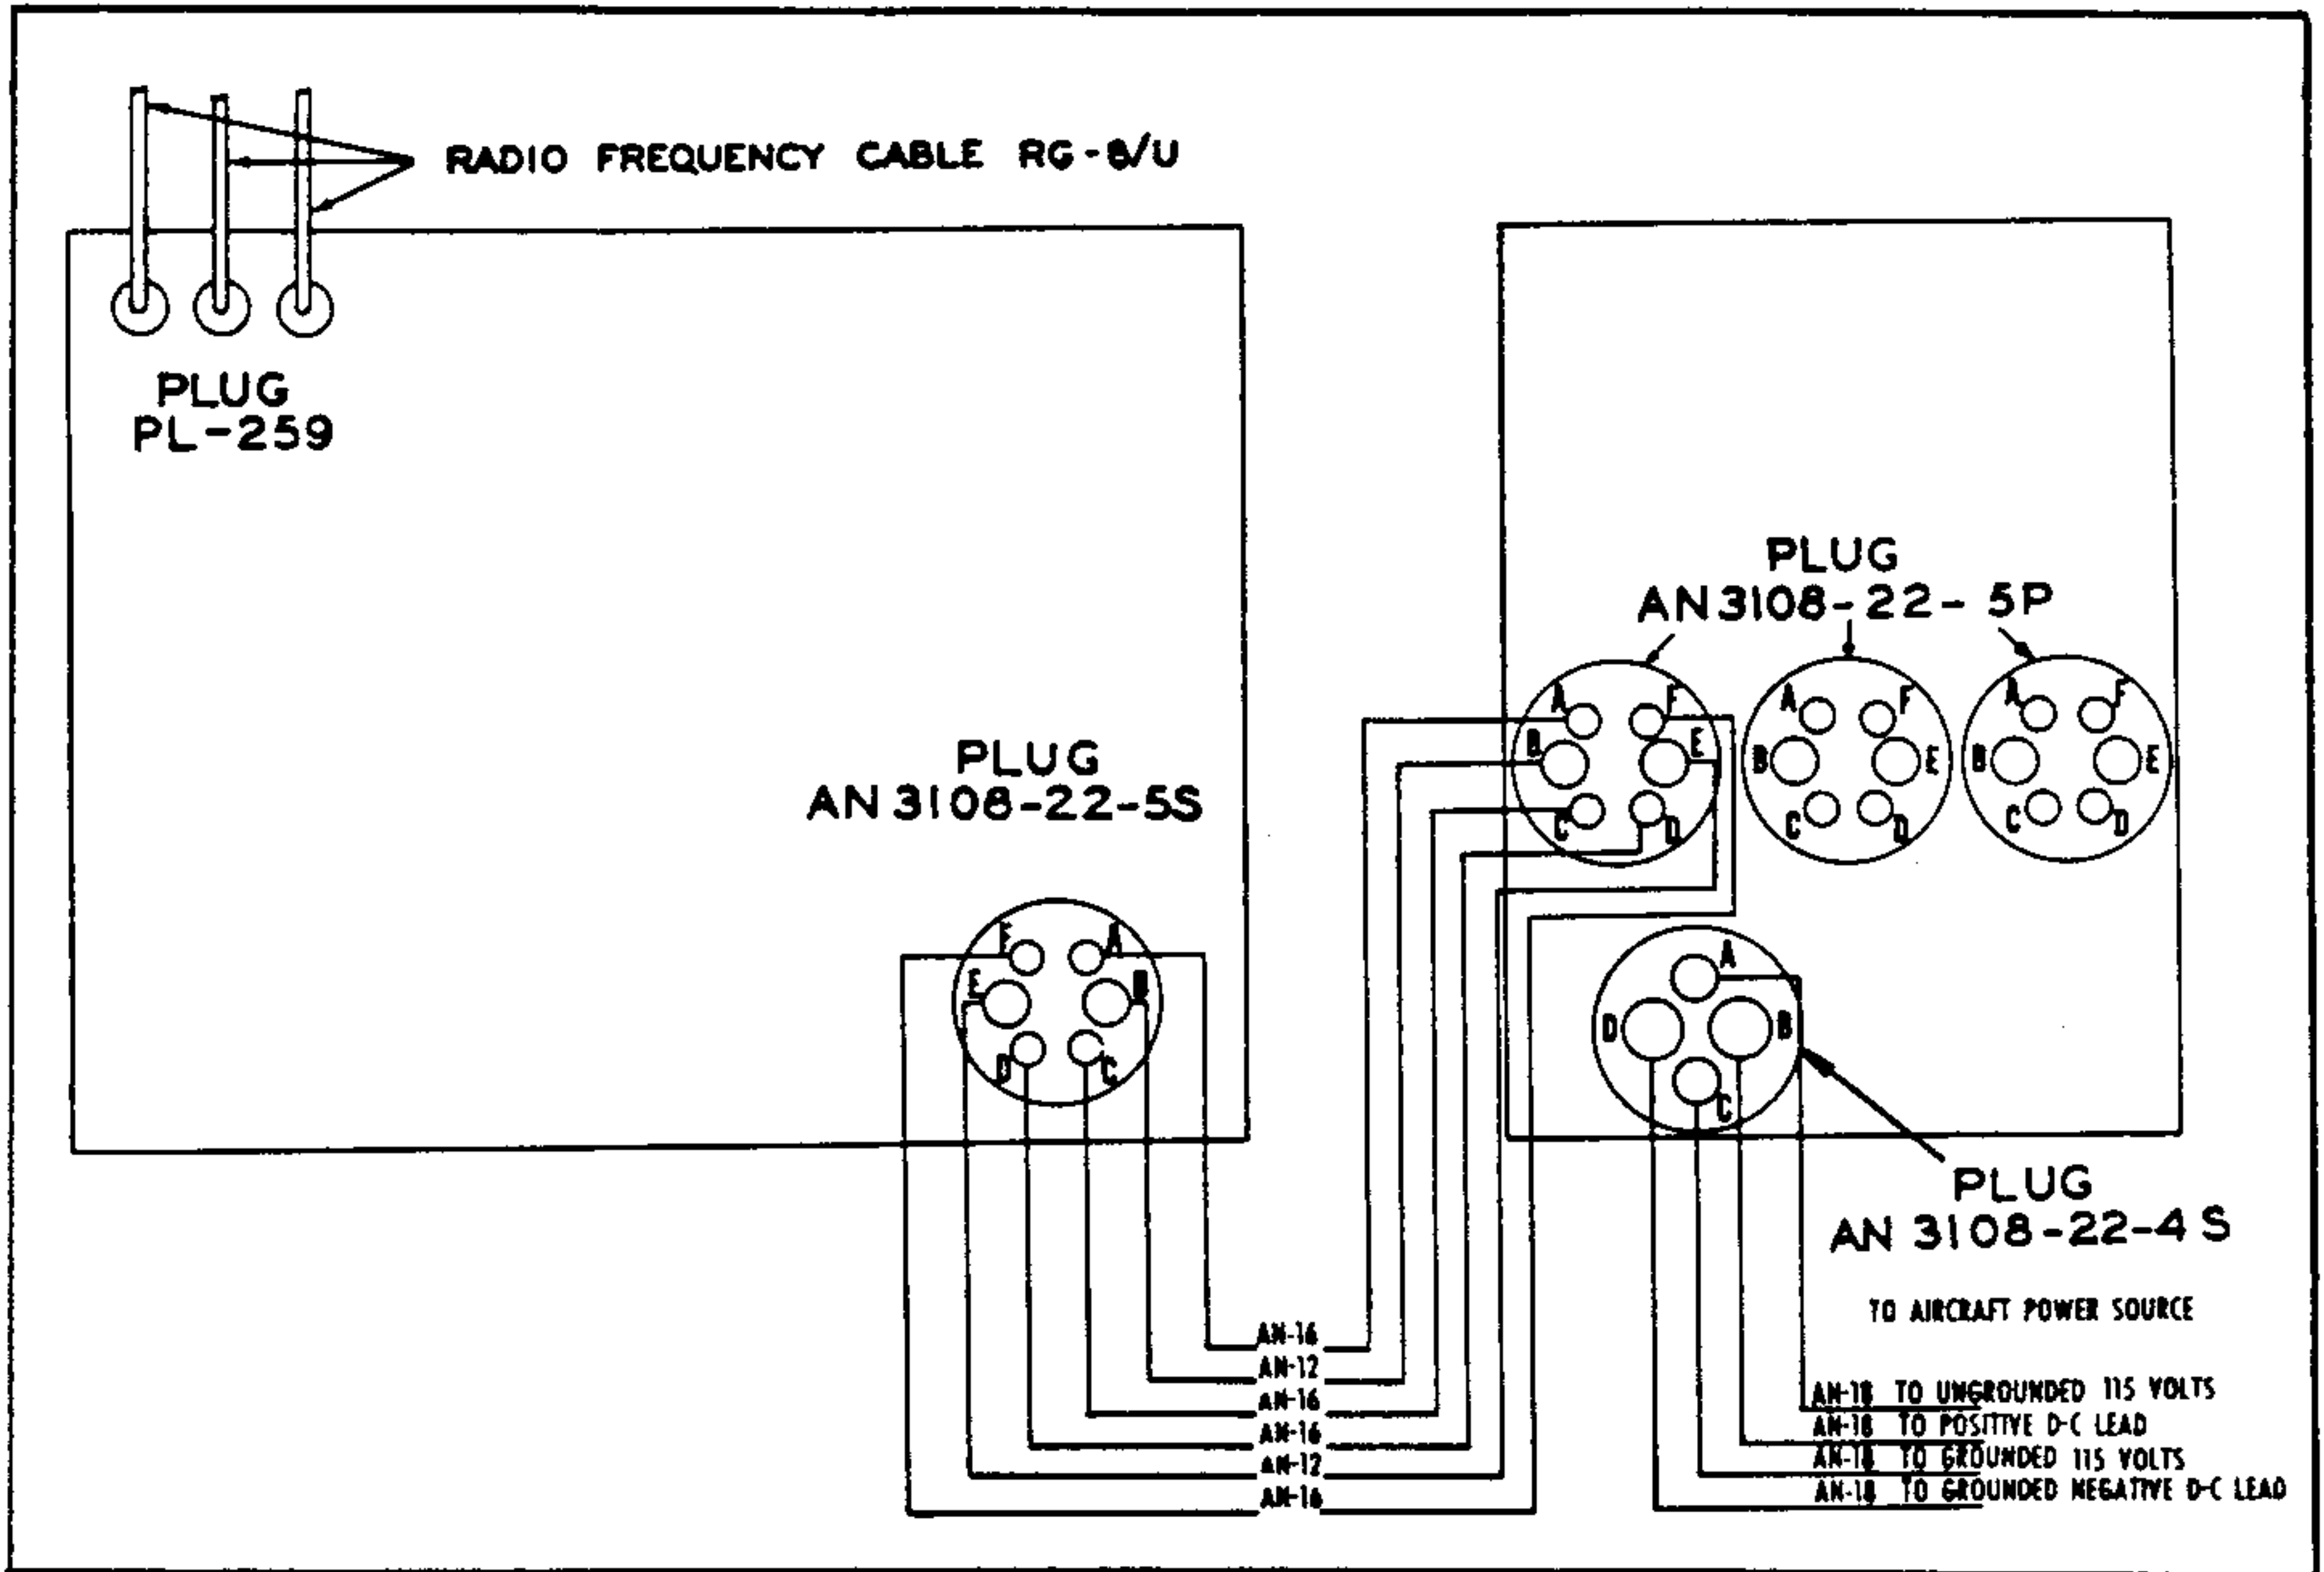 RADIO FREQUENCY CABLE RG-8/U
PLUG
PL-259
PLUG
AN3108-22-5P
A
F
B
E
C
D
A
F
B
E
C
D
A
F
B
E
C
D
PLUG
AN 3108-22-5S
F
A
E
B
D
C
A
D
B
C
PLUG
AN 3108-22-4S
TO AIRCRAFT POWER SOURCE
AN-16
AN-12
AN-16
AN-16
AN-12
AN-16
AN-18 TO UNGROUNDED 115 VOLTS
AN-18 TO POSITIVE D-C LEAD
AN-18 TO GROUNDED 115 VOLTS
AN-18 TO GROUNDED NEGATIVE D-C LEAD